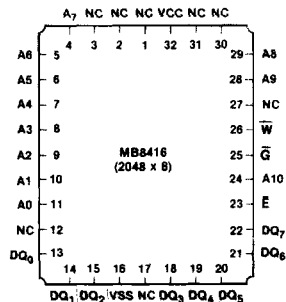 A7 NC NC NC VCC NC NC
4 3 2 1 32 31 30
A6 5 29 A8
A5 6 28 A9
A4 7 27 NC
A3 8 26 W̅
A2 9 MB8416 25 G̅
(2048 x 8)
A1 10 24 A10
A0 11 23 E̅
NC 12 22 DQ7
DQ0 13 21 DQ6
14 15 16 17 18 19 20
DQ1 DQ2 VSS NC DQ3 DQ4 DQ5